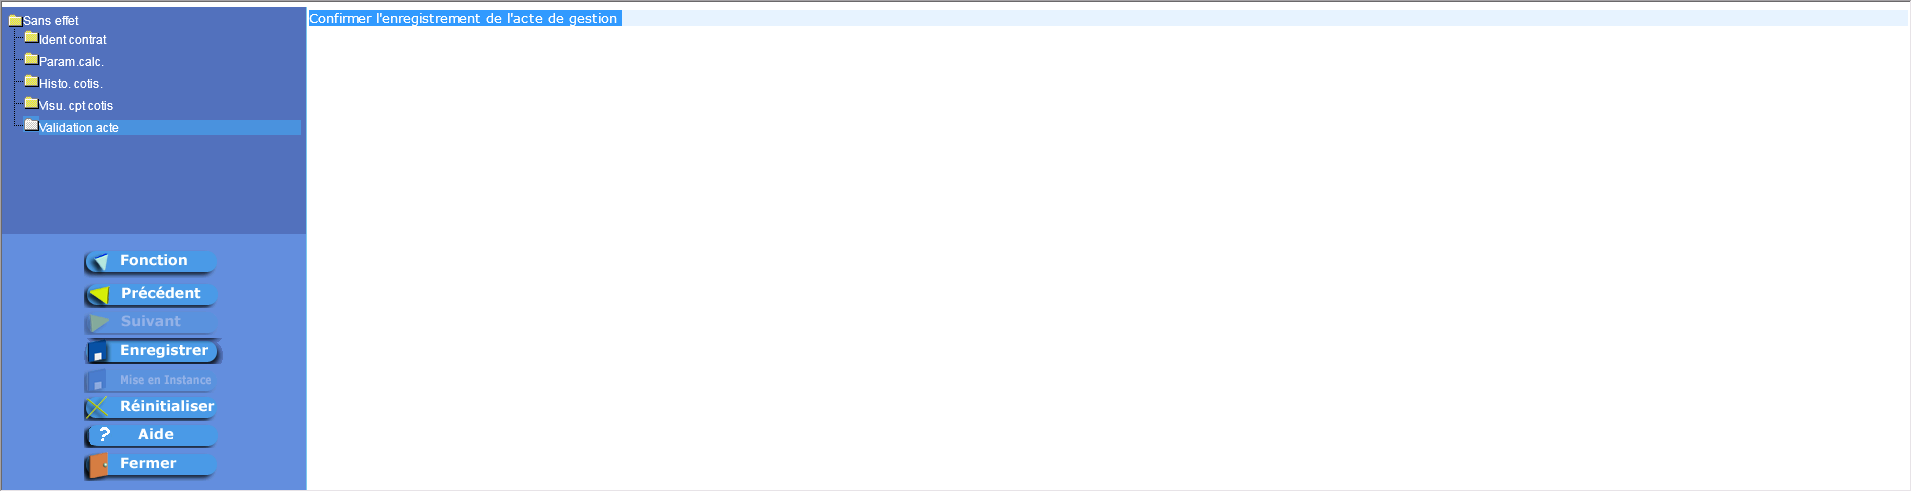 Sans effet
Ident contrat
Param.calc.
Histo. cotis.
Visu. cpt cotis
Validation acte
Fonction
Précédent
Suivant
Enregistrer
Mise en Instance
Réinitialiser
? Aide
Fermer
Confirmer l'enregistrement de l'acte de gestion